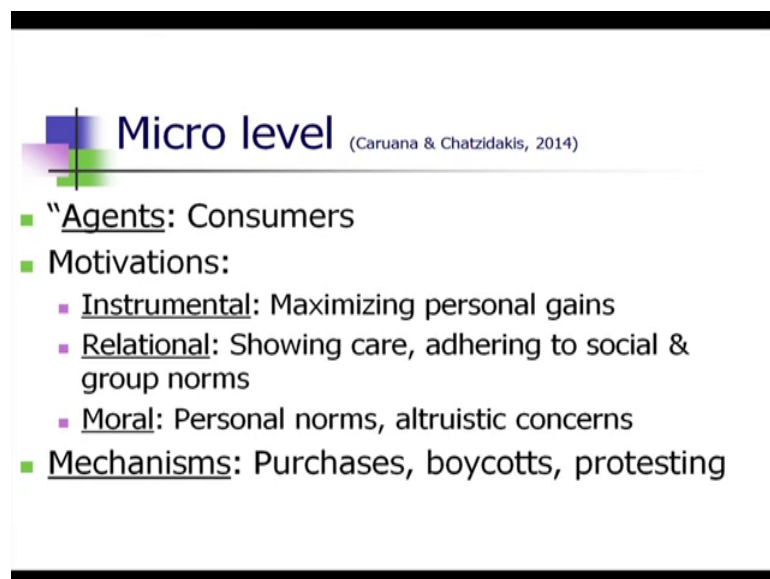 Micro level (Caruana & Chatzidakis, 2014)
“Agents: Consumers
Motivations:
Instrumental: Maximizing personal gains
Relational: Showing care, adhering to social &
group norms
Moral: Personal norms, altruistic concerns
Mechanisms: Purchases, boycotts, protesting